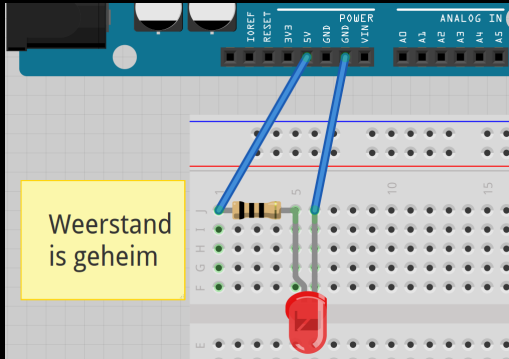 IOREF
RESET
3V3
5V
GND
GND
VIN
POWER
ANALOG IN
A0
A1
A2
A3
A4
A5
1
5
10
15
J
I
H
G
F
E
Weerstand
is geheim